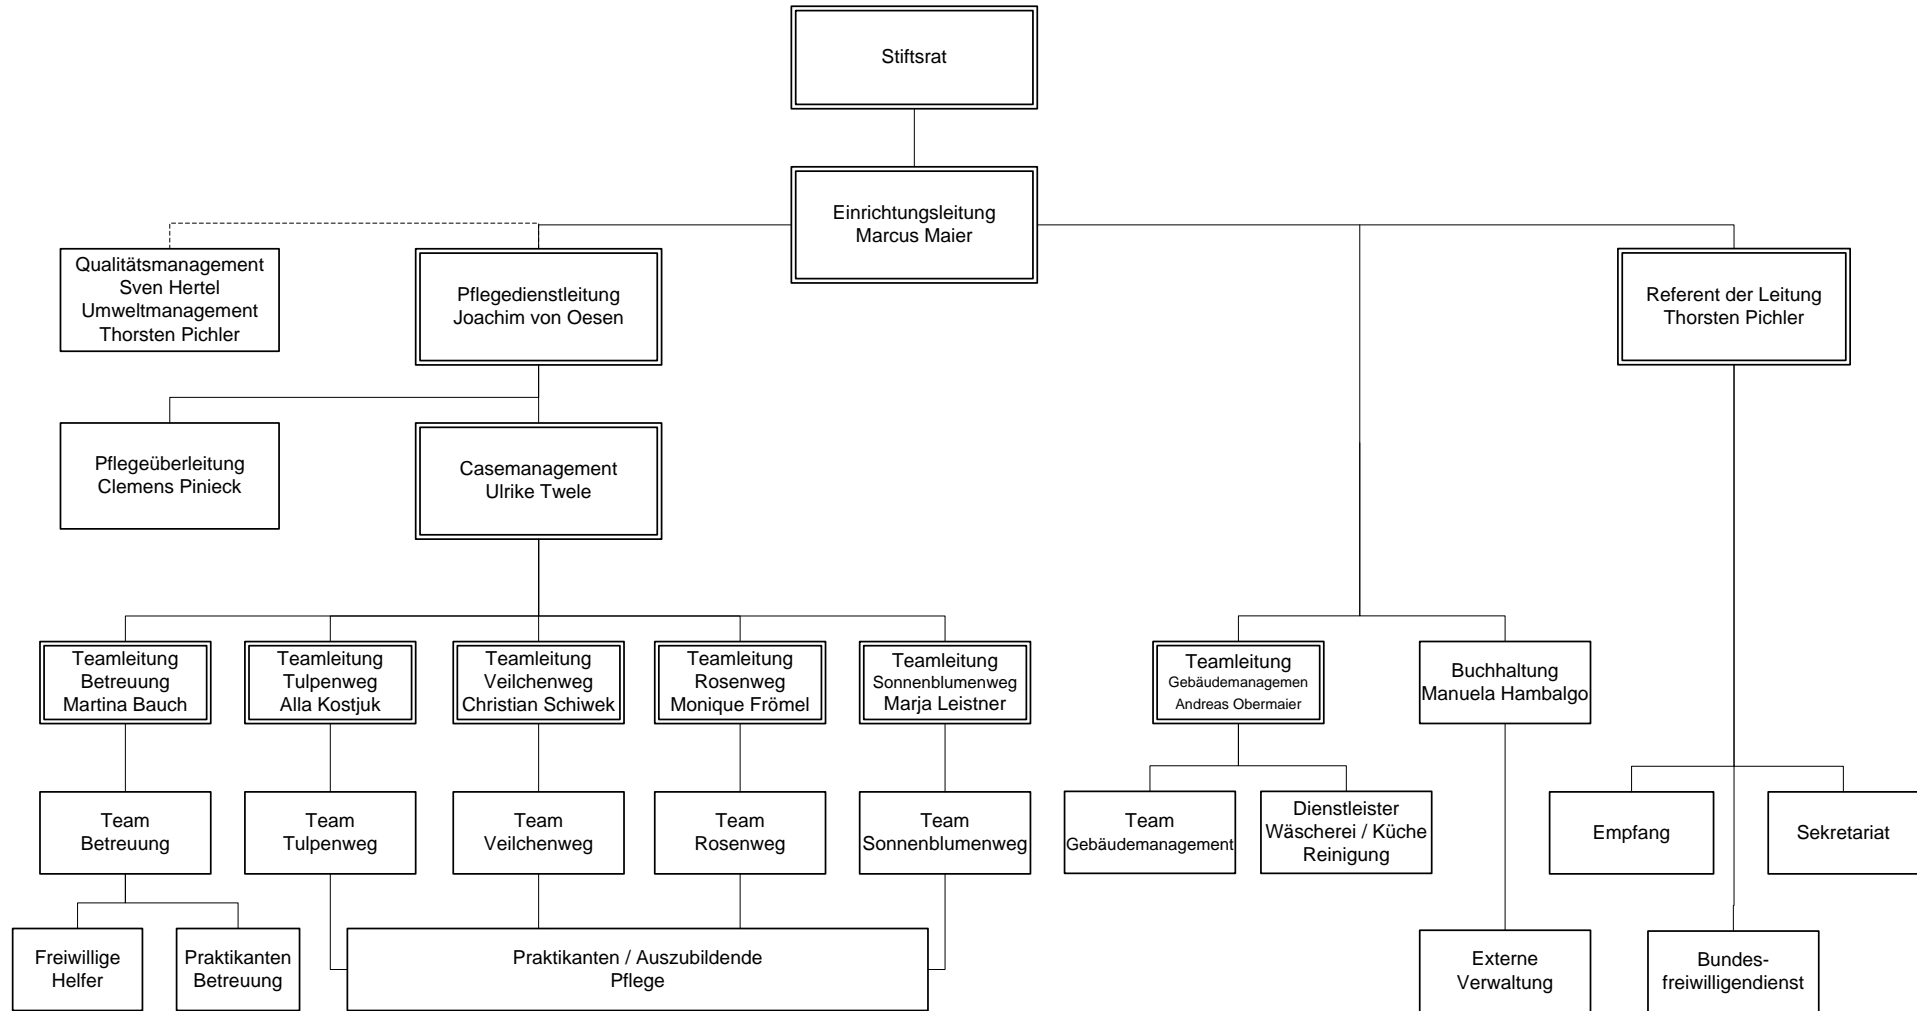 Stiftsrat
Einrichtungsleitung
Marcus Maier
Qualitätsmanagement
Sven Hertel
Umweltmanagement
Thorsten Pichler
Pflegedienstleitung
Joachim von Oesen
Referent der Leitung
Thorsten Pichler
Pflegeüberleitung
Clemens Pinieck
Casemanagement
Ulrike Twele
Teamleitung
Betreuung
Martina Bauch
Teamleitung
Tulpenweg
Alla Kostjuk
Teamleitung
Veilchenweg
Christian Schiwek
Teamleitung
Rosenweg
Monique Frömel
Teamleitung
Sonnenblumenweg
Marja Leistner
Teamleitung
Gebäudemanagemen
Andreas Obermaier
Buchhaltung
Manuela Hambalgo
Team
Betreuung
Team
Tulpenweg
Team
Veilchenweg
Team
Rosenweg
Team
Sonnenblumenweg
Team
Gebäudemanagement
Dienstleister
Wäscherei / Küche
Reinigung
Empfang
Sekretariat
Freiwillige
Helfer
Praktikanten
Betreuung
Praktikanten / Auszubildende
Pflege
Externe
Verwaltung
Bundes-
freiwilligendienst